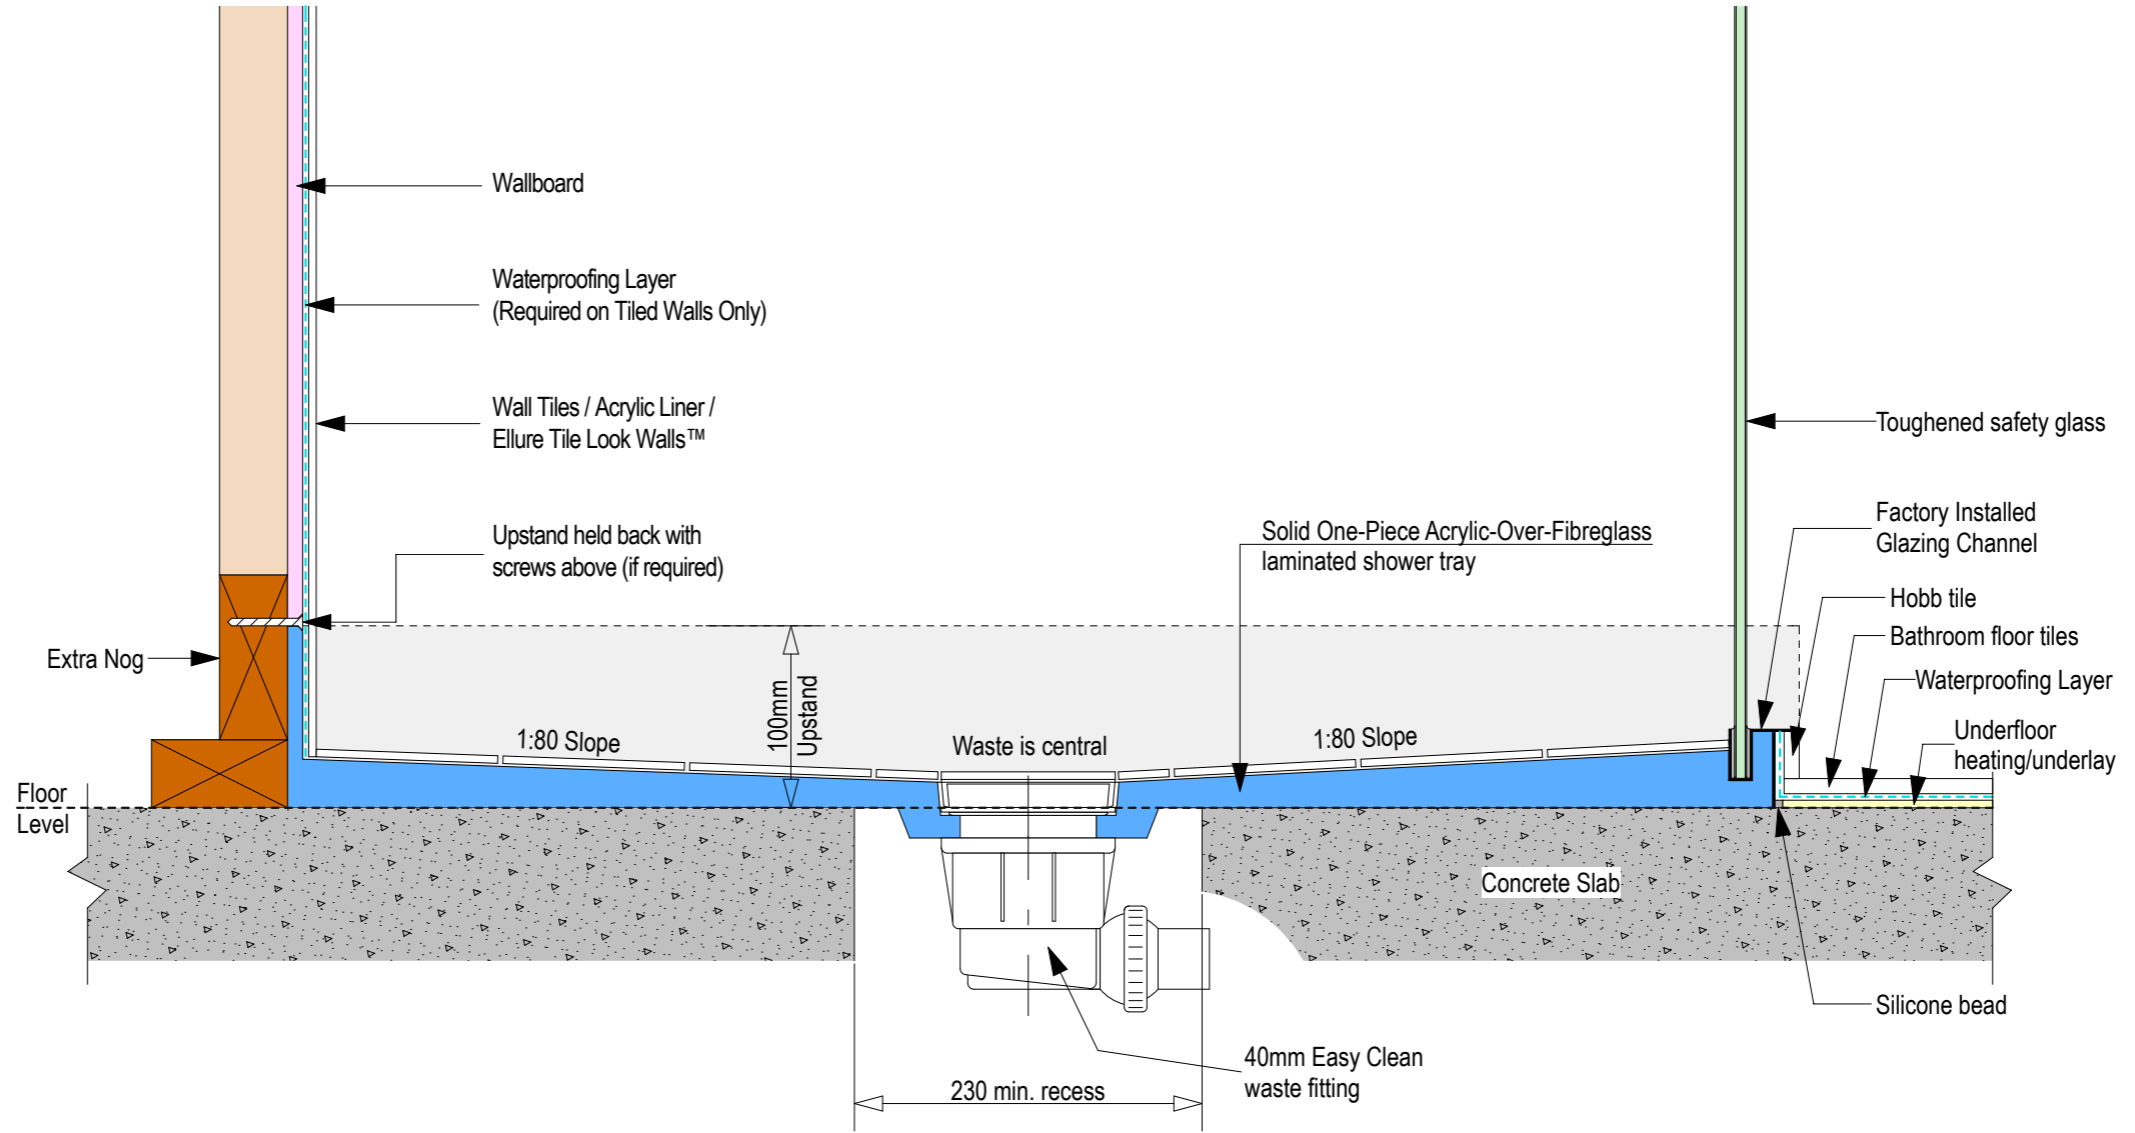 Wallboard
Waterproofing Layer
(Required on Tiled Walls Only)
Wall Tiles / Acrylic Liner /
Ellure Tile Look Walls™
Upstand held back with
screws above (if required)
Extra Nog
Floor
Level
1:80 Slope
100mm
Upstand
Waste is central
1:80 Slope
Solid One-Piece Acrylic-Over-Fibreglass
laminated shower tray
Toughened safety glass
Factory Installed
Glazing Channel
Hobb tile
Bathroom floor tiles
Waterproofing Layer
Underfloor
heating/underlay
Concrete Slab
Silicone bead
40mm Easy Clean
waste fitting
230 min. recess